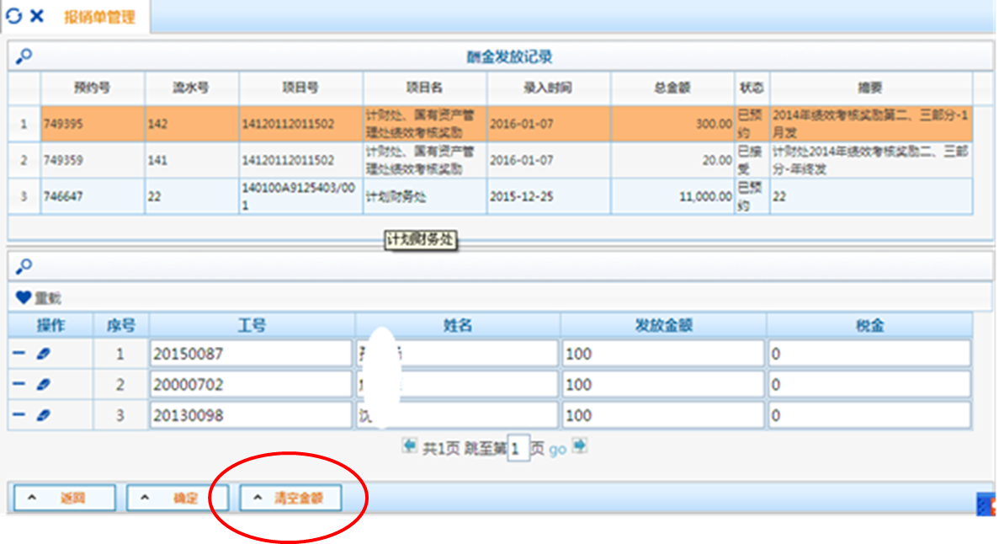 报销单管理
酬金发放记录
预约号 流水号 项目号 项目名 录入时间 总金额 状态 摘要
1 749395 142 14120112011502 计财处、国有资产管 2016-01-07 300.00 已预 2014年绩效考核奖励第二、三部分-1
理处绩效考核奖励 约 月发
2 749359 141 14120112011502 计财处、国有资产管 2016-01-07 20.00 已接 计财处2014年绩效考核奖励二、三部
理处绩效考核奖励 受 分-年终发
3 746647 22 140100A9125403/00 计划财务处 2015-12-25 11,000.00 已预 22
1 约
计划财务处
重载
操作 序号 工号 姓名 发放金额 税金
1 20150087 100 0
2 20000702 100 0
3 20130098 沈 100 0
共1页 跳至第 1 页 go
返回 确定 清空金额